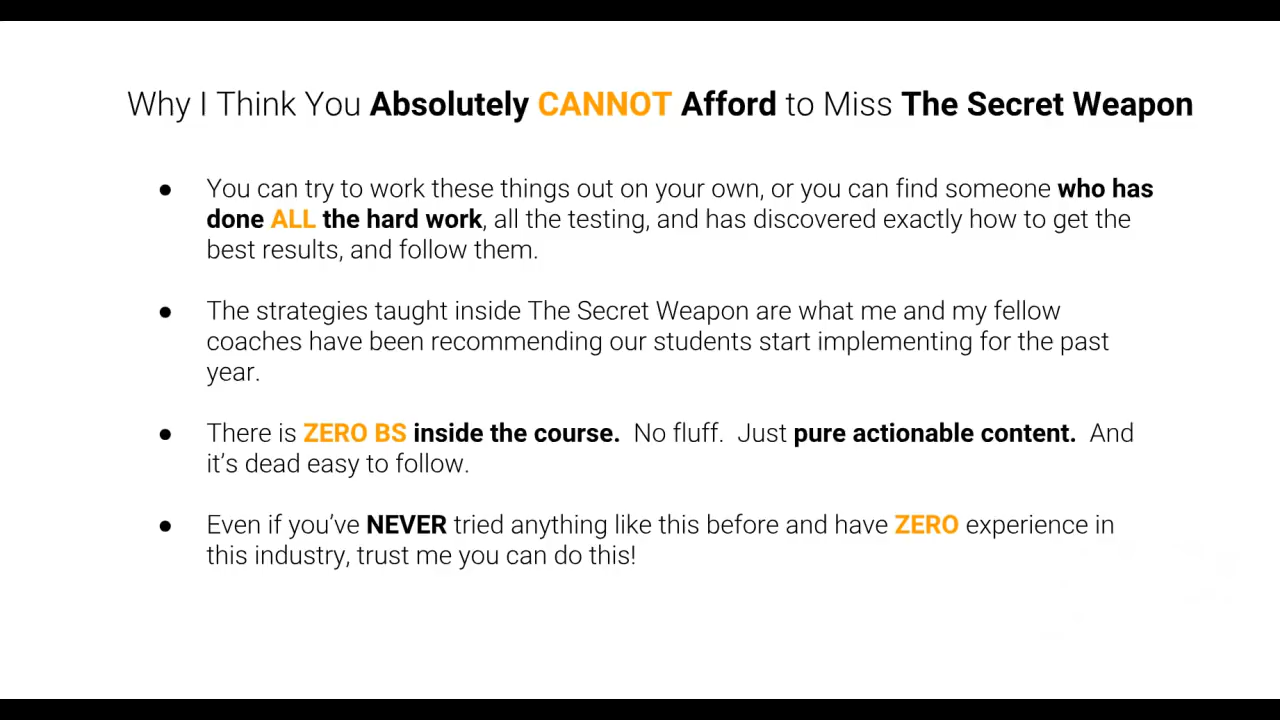 Why I Think You Absolutely CANNOT Afford to Miss The Secret Weapon
● You can try to work these things out on your own, or you can find someone who has
done ALL the hard work, all the testing, and has discovered exactly how to get the
best results, and follow them.
● The strategies taught inside The Secret Weapon are what me and my fellow
coaches have been recommending our students start implementing for the past
year.
● There is ZERO BS inside the course.  No fluff.  Just pure actionable content.  And
it’s dead easy to follow.
● Even if you’ve NEVER tried anything like this before and have ZERO experience in
this industry, trust me you can do this!